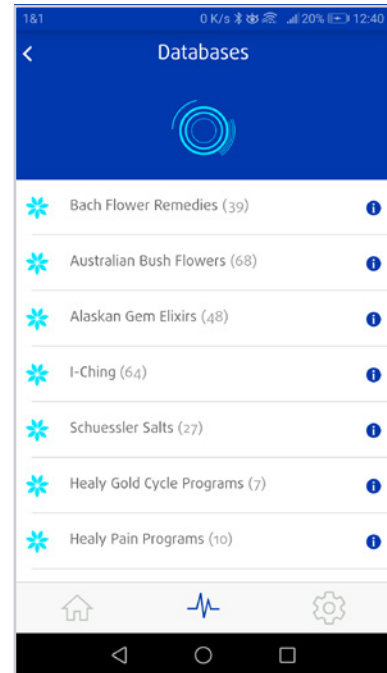 1&1 0 K/s 20% 12:40
Databases
Bach Flower Remedies (39)
Australian Bush Flowers (68)
Alaskan Gem Elixirs (48)
I-Ching (64)
Schuessler Salts (27)
Healy Gold Cycle Programs (7)
Healy Pain Programs (10)